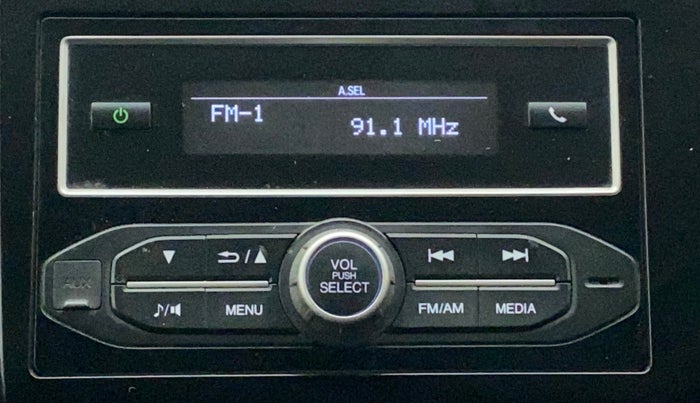 A.SEL
FM-1
91.1 MHz
VOL
PUSH
SELECT
AUX
MENU
FM/AM
MEDIA